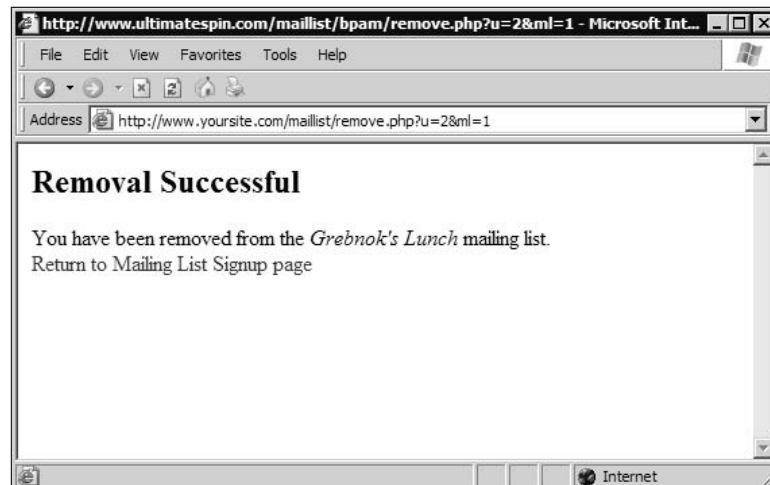 http://www.ultimatespin.com/maillist/bpam/remove.php?u=2&ml=1 - Microsoft Int...
File Edit View Favorites Tools Help
Address http://www.yoursite.com/maillist/remove.php?u=2&ml=1
Removal Successful
You have been removed from the Grebnok's Lunch mailing list.
Return to Mailing List Signup page
Internet